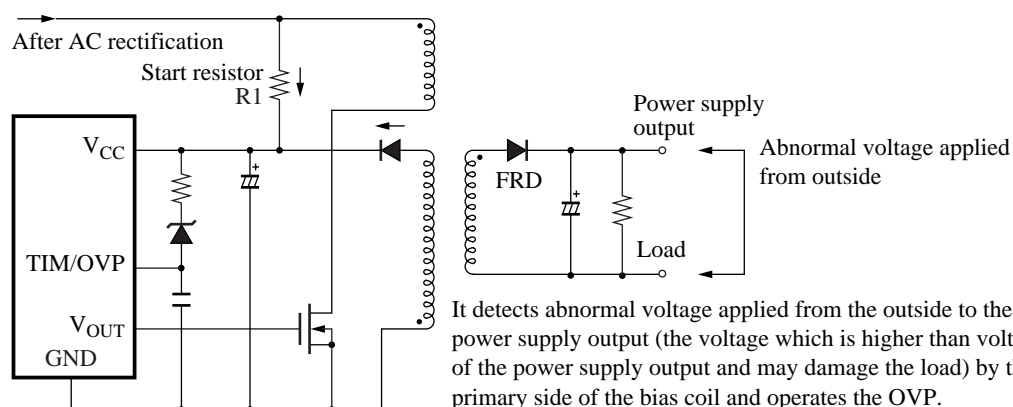 After AC rectification
Start resistor
R1
VCC
TIM/OVP
VOUT
GND
+
FRD
+
Power supply
output
Load
Abnormal voltage applied
from outside
It detects abnormal voltage applied from the outside to the
power supply output (the voltage which is higher than
of the power supply output and may damage the load) by
primary side of the bias coil and operates the OVP.